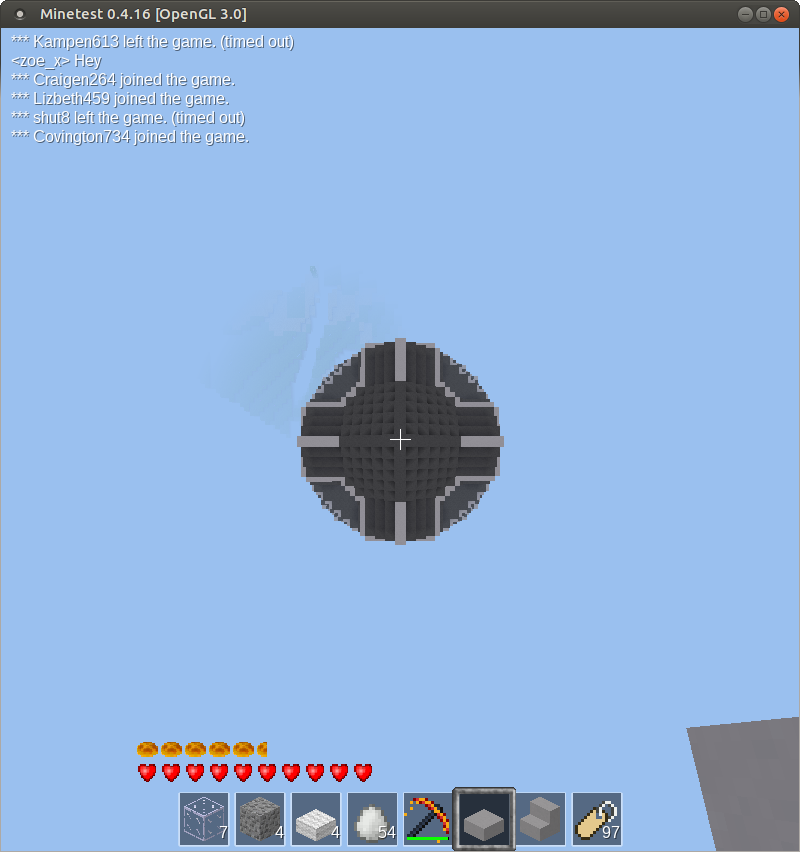 Minetest 0.4.16 [OpenGL 3.0]
*** Kampen613 left the game. (timed out)
<zoe_x> Hey
*** Craigen264 joined the game.
*** Lizbeth459 joined the game.
*** shut8 left the game. (timed out)
*** Covington734 joined the game.
7 4 4 54 97